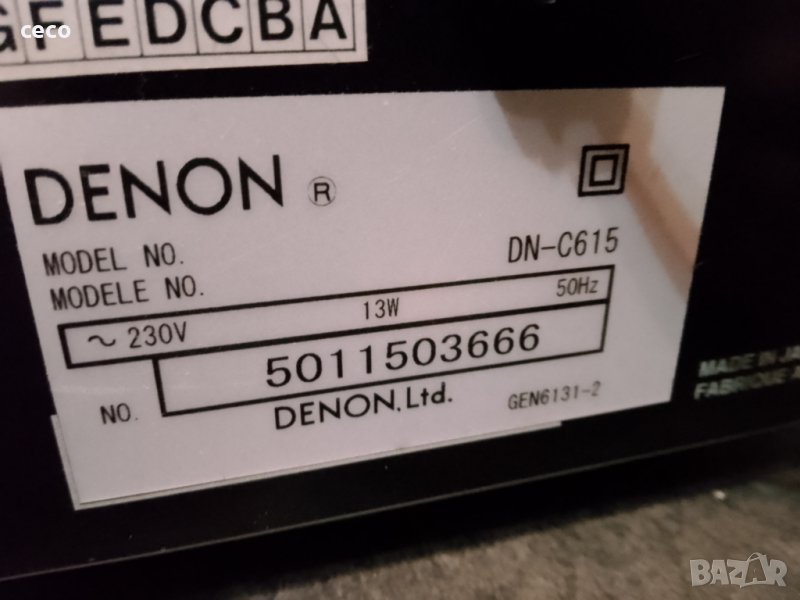 ceco
GFEDCBA
DENON ®
MODEL NO. DN-C615
MODELE NO.
~ 230V 13W 50Hz
NO. 5011503666
DENON, Ltd. GEN6131-2
MADE IN
FABRIQUE
BAZAR